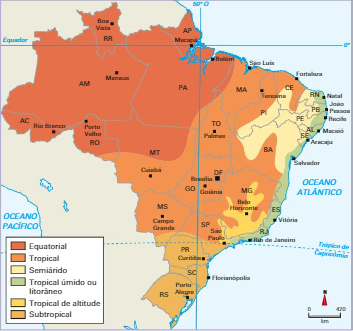 50° O
Boa
Vista
RR
AP
Macapá
Equador
0°
Belém
São Luís
Fortaleza
Manaus
AM
PA
MA
Teresina
CE
RN
Natal
PB
João
Pessoa
PI
PE
Recife
AC
Rio Branco
Porto
Velho
RO
TO
Palmas
AL
Maceió
SE
Aracaju
BA
MT
Salvador
Cuiabá
DF
Brasília
GO
Goiânia
OCEANO
ATLÂNTICO
MG
Belo
Horizonte
MS
Campo
Grande
ES
Vitória
OCEANO
PACÍFICO
SP
São
Paulo
RJ
Rio de Janeiro
Trópico de
Capricórnio
PR
Curitiba
SC
Florianópolis
Porto
Alegre
RS
Equatorial
Tropical
Semiárido
Tropical úmido ou
litorâneo
Tropical de altitude
Subtropical
N
0 420
km